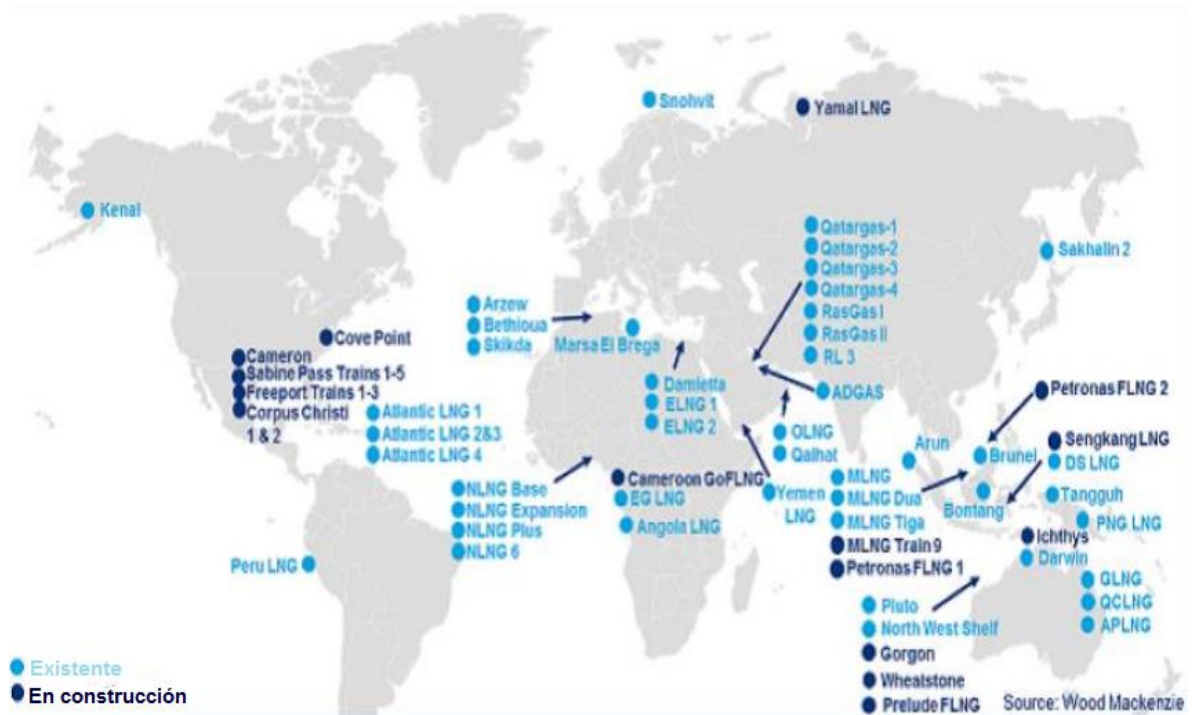 Snohvit
Yamal LNG
Kenai
Qatargas-1
Qatargas-2
Qatargas-3
Qatargas-4
RasGas I
RasGas II
RL 3
Sakhalin 2
Arzew
Bethioua
Skikda
Marsa El Brega
Cove Point
Cameron
Sabine Pass Trains 1-5
Freeport Trains 1-3
Corpus Christi
1 & 2
Atlantic LNG 1
Atlantic LNG 2&3
Atlantic LNG 4
Damietta
ELNG 1
ELNG 2
ADGAS
Petronas FLNG 2
OLNG
Qalhat
Arun
Brunei
Sengkang LNG
DS LNG
Cameroon GoFLNG
EG LNG
Angola LNG
NLNG Base
NLNG Expansion
NLNG Plus
NLNG 6
Yemen
LNG
MLNG
MLNG Dua
MLNG Tiga
MLNG Train 9
Petronas FLNG 1
Bontang
Tangguh
PNG LNG
Ichthys
Darwin
Peru LNG
GLNG
QCLNG
APLNG
Pluto
North West Shelf
Gorgon
Wheatstone
Prelude FLNG
Existente
En construcción
Source: Wood Mackenzie